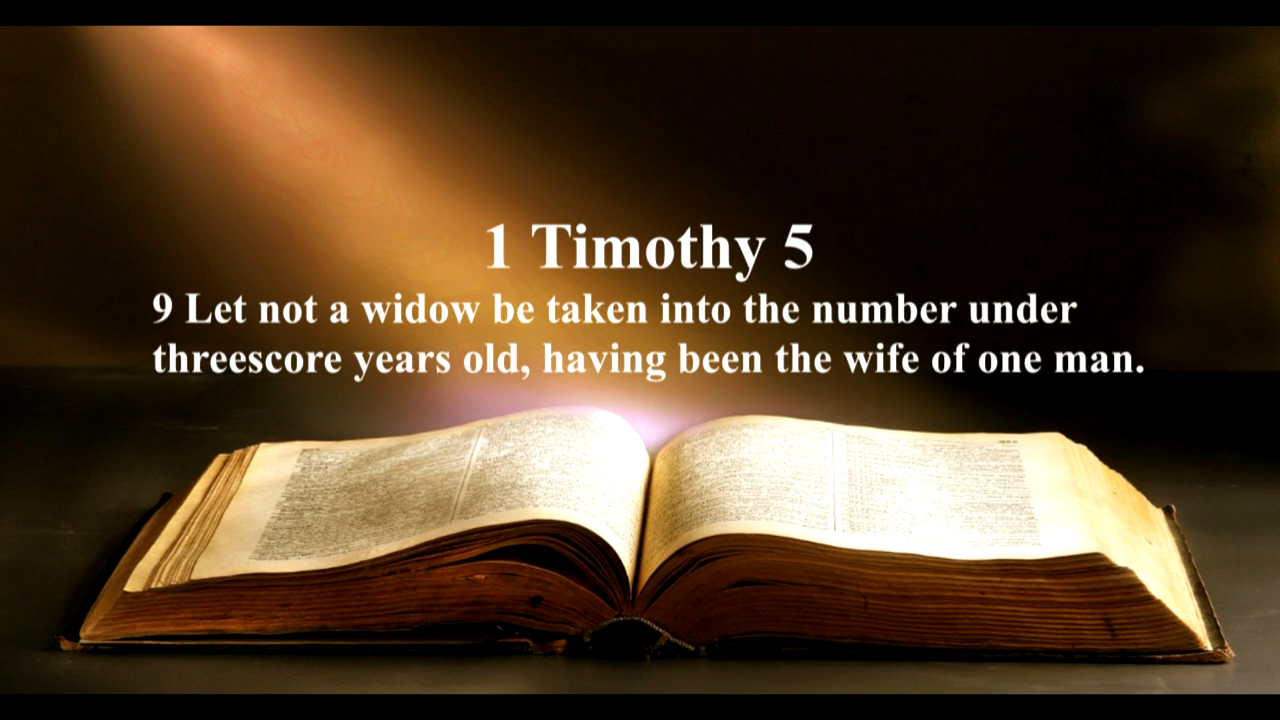 1 Timothy 5
9 Let not a widow be taken into the number under
threescore years old, having been the wife of one man.